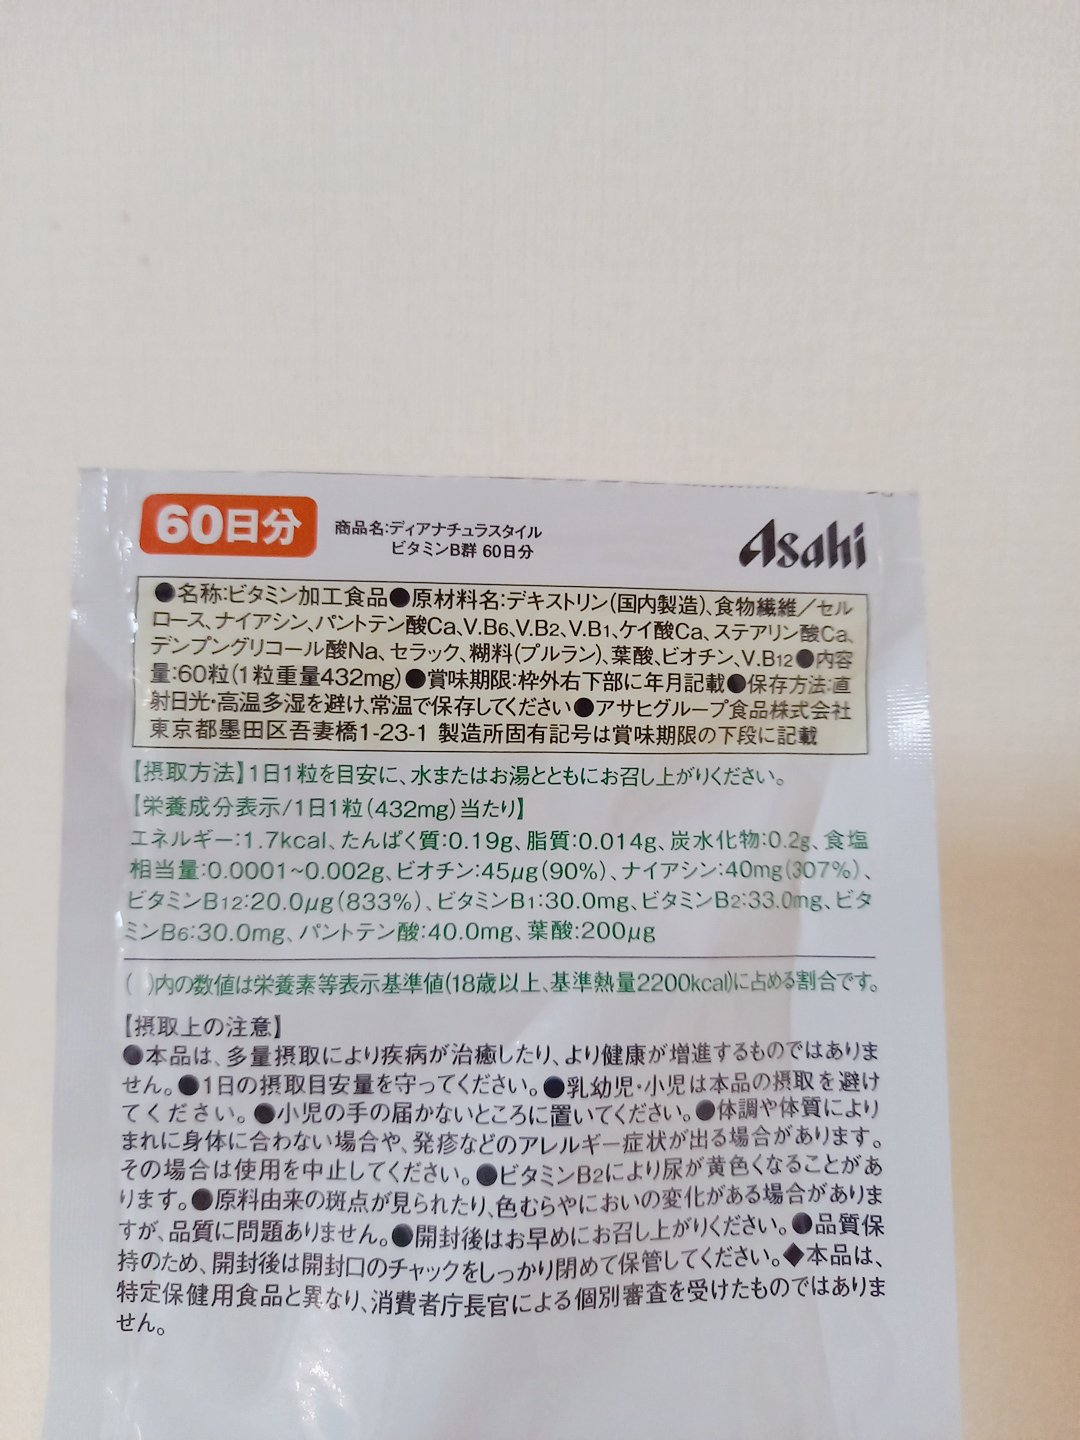 60日分
商品名:ディアナチュラスタイル
ビタミンB群 60日分
Asahi
●名称:ビタミン加工食品●原材料名:デキストリン(国内製造)、食物繊維/セル
ロース、ナイアシン、パントテン酸Ca、V.B6、V.B2、V.B1、ケイ酸Ca、ステアリン酸Ca、
デンプングリコール酸Na、セラック、糊料(プルラン)、葉酸、ビオチン、V.B12●内容
量:60粒(1粒重量432mg)●賞味期限:枠外右下部に年月記載●保存方法:直
射日光・高温多湿を避け、常温で保存してください●アサヒグループ食品株式会社
東京都墨田区吾妻橋1-23-1 製造所固有記号は賞味期限の下段に記載
【摂取方法】1日1粒を目安に、水またはお湯とともにお召し上がりください。
【栄養成分表示/1日1粒(432mg)当たり】
エネルギー:1.7kcal、たんぱく質:0.19g、脂質:0.014g、炭水化物:0.2g、食塩
相当量:0.0001~0.002g、ビオチン:45μg(90%)、ナイアシン:40mg(307%)、
ビタミンB12:20.0μg(833%)、ビタミンB1:30.0mg、ビタミンB2:33.0mg、ビタ
ミンB6:30.0mg、パントテン酸:40.0mg、葉酸:200μg
( )内の数値は栄養素等表示基準値(18歳以上、基準熱量2200kcal)に占める割合です。
【摂取上の注意】
●本品は、多量摂取により疾病が治癒したり、より健康が増進するものではありま
せん。●1日の摂取目安量を守ってください。●乳幼児・小児は本品の摂取を避け
てください。●小児の手の届かないところに置いてください。●体調や体質により
まれに身体に合わない場合や、発疹などのアレルギー症状が出る場合があります。
その場合は使用を中止してください。●ビタミンB2により尿が黄色くなることがあ
ります。●原料由来の斑点が見られたり、色むらやにおいの変化がある場合がありま
すが、品質に問題ありません。●開封後はお早めにお召し上がりください。●品質保
持のため、開封後は開封口のチャックをしっかり閉めて保管してください。◆本品は、
特定保健用食品と異なり、消費者庁長官による個別審査を受けたものではありま
せん。